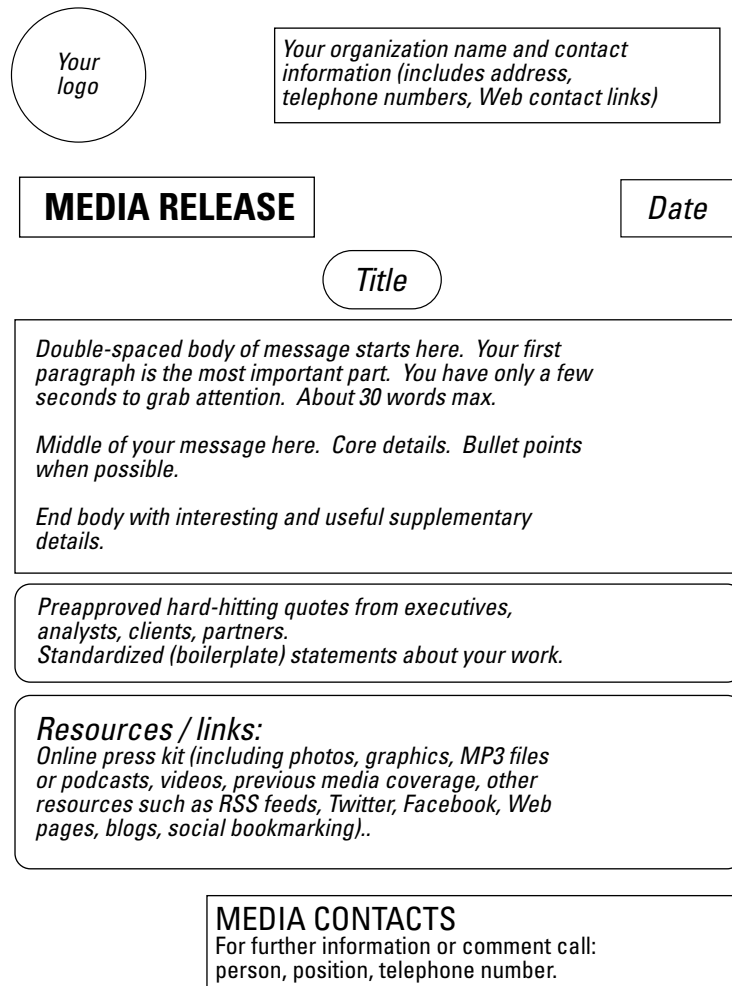 Your
logo
Your organization name and contact
information (includes address,
telephone numbers, Web contact links)
MEDIA RELEASE
Date
Title
Double-spaced body of message starts here. Your first
paragraph is the most important part. You have only a few
seconds to grab attention. About 30 words max.
Middle of your message here. Core details. Bullet points
when possible.
End body with interesting and useful supplementary
details.
Preapproved hard-hitting quotes from executives,
analysts, clients, partners.
Standardized (boilerplate) statements about your work.
Resources / links:
Online press kit (including photos, graphics, MP3 files
or podcasts, videos, previous media coverage, other
resources such as RSS feeds, Twitter, Facebook, Web
pages, blogs, social bookmarking)..
MEDIA CONTACTS
For further information or comment call:
person, position, telephone number.